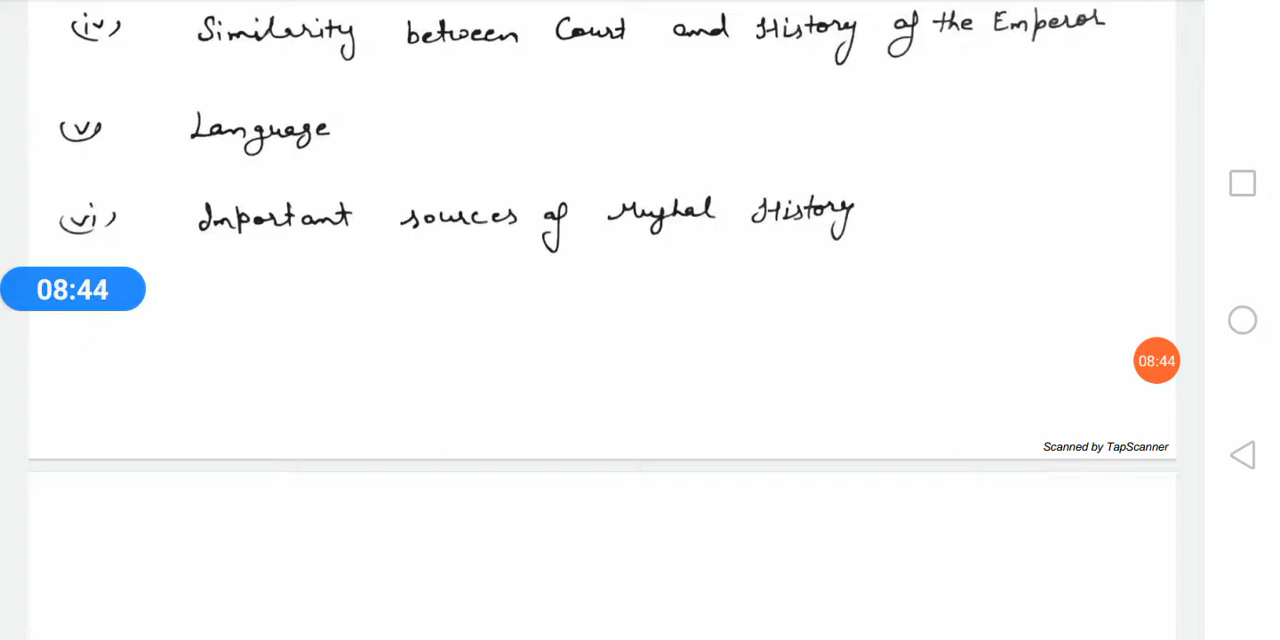 (iv) Similarity between Court and History of the Emperor
(v) Language
(vi) Important sources of Mughal History
08:44
08:44
Scanned by TapScanner